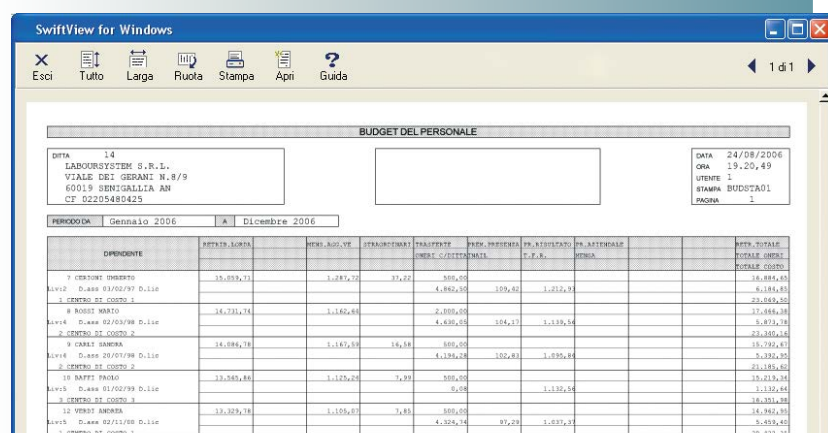 SwiftView for Windows
Esci Tutto Larga Ruota Stampa Apri Guida 1 di 1
BUDGET DEL PERSONALE
DITTA 14 DATA 24/08/2006
LABOURSYSTEM S.R.L. ORA 19.20,49
VIALE DEI GERANI N.8/9 UTENTE 1
60019 SENIGALLIA AN STAMPA BUDSTA01
CF 02205480425 PAGINA 1
PERIODO DA Gennaio 2006 A Dicembre 2006
DIPENDENTE RETRIB.LORDA MENS.AGG.VE STRAORDINARI TRASFERTE PREM.PRESENZA PR.RISULTATO PR.AZIENDALE RETR.TOTALE
ONERI C/DITTA INAIL T.F.R. MENSA TOTALE ONERI
TOTALE COSTO
7 CERIONI UMBERTO 15.059,71 1.287,72 37,22 500,00 16.884,65
Liv:2 D.ass 03/02/97 D.lic 4.862,50 109,42 1.212,93 6.184,85
1 CENTRO DI COSTO 1 23.069,50
8 ROSSI MARIO 14.731,74 1.162,64 2.000,00 17.466,38
Liv:4 D.ass 02/03/98 D.lic 4.630,05 104,17 1.139,56 5.873,78
2 CENTRO DI COSTO 2 23.340,16
9 CARLI SANDRA 14.086,78 1.167,59 16,58 500,00 15.792,67
Liv:4 D.ass 20/07/98 D.lic 4.194,28 102,83 1.095,84 5.392,95
2 CENTRO DI COSTO 2 21.185,62
10 BAFFI PAOLO 13.545,86 1.125,24 7,99 500,00 15.219,34
Liv:5 D.ass 01/02/99 D.lic 0,08 1.132,56 1.132,64
3 CENTRO DI COSTO 3 16.351,98
12 VERDI ANDREA 13.329,78 1.105,07 7,85 500,00 14.962,95
Liv:5 D.ass 02/11/00 D.lic 4.324,74 97,29 1.037,37 5.459,40